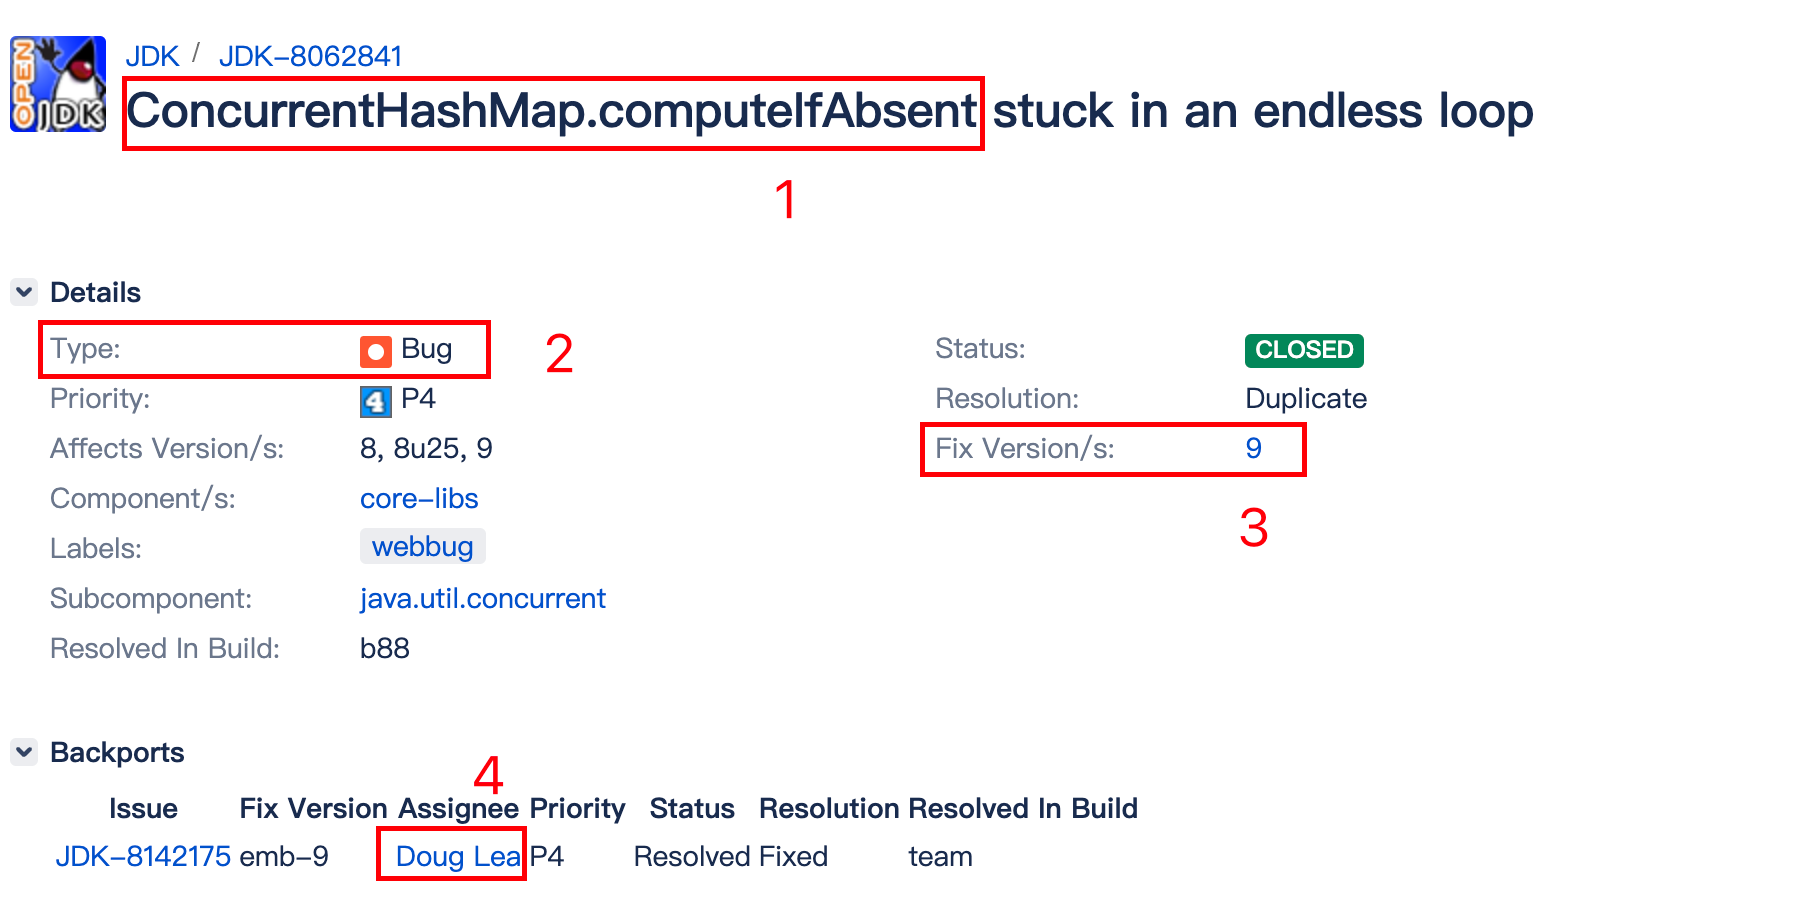 OPEN
JDK
JDK / JDK-8062841
ConcurrentHashMap.computeIfAbsent stuck in an endless loop
1
Details
Type: Bug
2
Status: CLOSED
Priority: 4 P4
Resolution: Duplicate
Affects Version/s: 8, 8u25, 9
Fix Version/s: 9
Component/s: core-libs
3
Labels: webbug
Subcomponent: java.util.concurrent
Resolved In Build: b88
Backports
4
Issue Fix Version Assignee Priority Status Resolution Resolved In Build
JDK-8142175 emb-9 Doug Lea P4 Resolved Fixed team